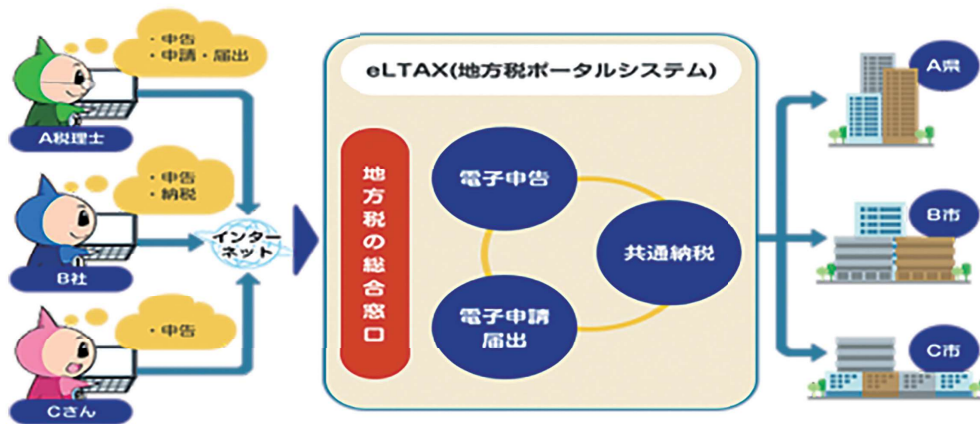 ・申告
・申請・届出
A税理士
・申告
・納税
B社
・申告
Cさん
インター
ネット
eLTAX(地方税ポータルシステム)
地方税の総合窓口
電子申告
共通納税
電子申請
届出
A県
B市
C市